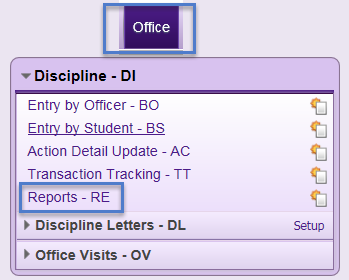 Office
Discipline - DI
Entry by Officer - BO
Entry by Student - BS
Action Detail Update - AC
Transaction Tracking - TT
Reports - RE
Discipline Letters - DL Setup
Office Visits - OV